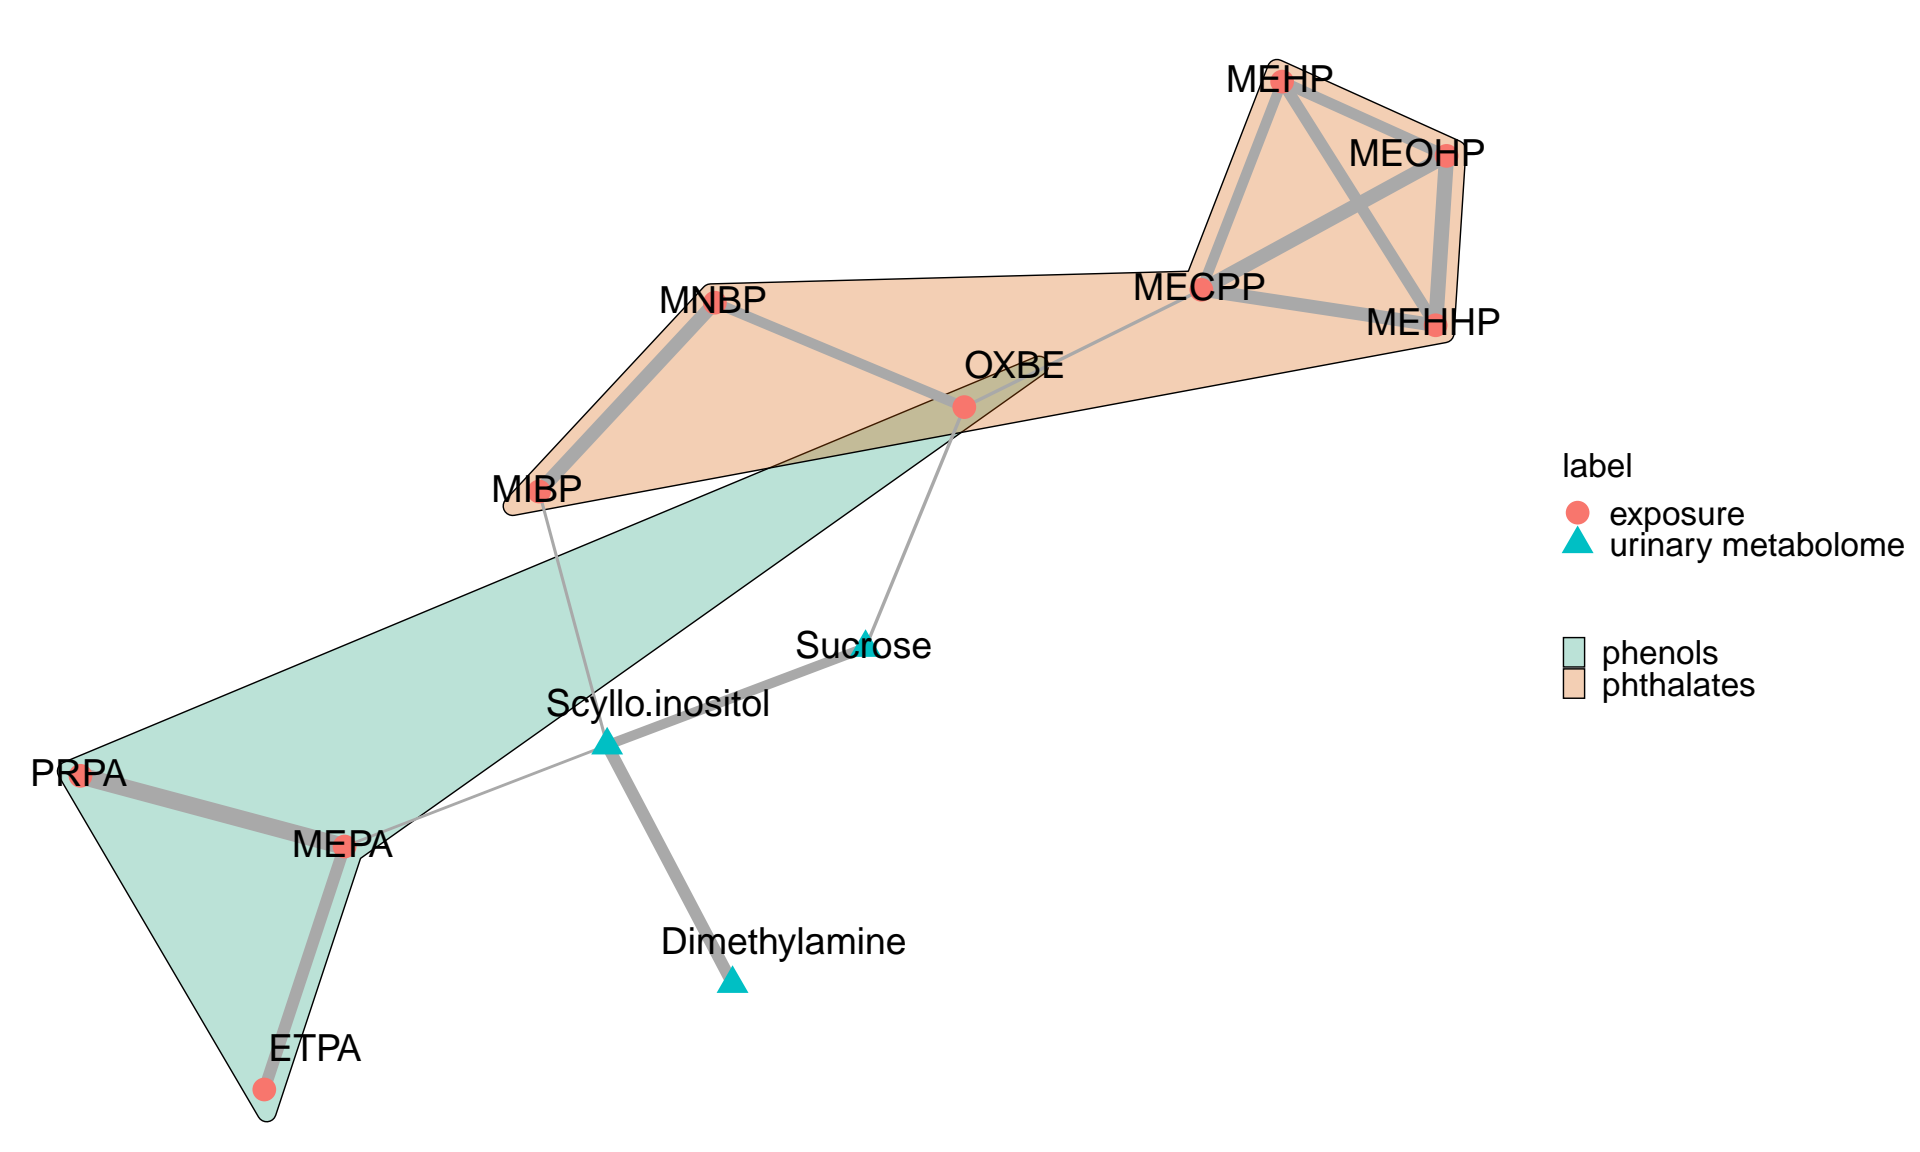 MEHP
MEOHP
MECPP
MNBP
MEHHP
OXBE
MIBP
label
exposure
urinary metabolome
Sucrose
phenols
phthalates
Scyllo.inositol
PRPA
MEPA
Dimethylamine
ETPA